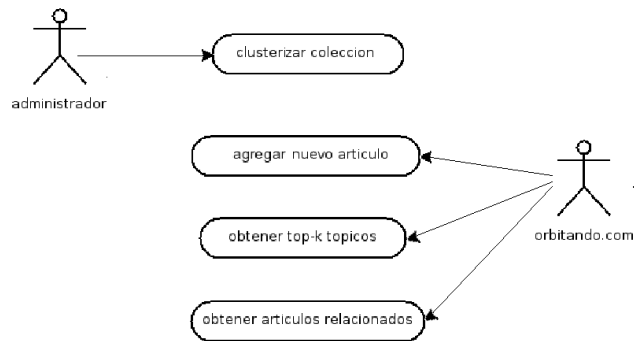 clusterizar coleccion
administrador
agregar nuevo articulo
obtener top-k topicos
orbitando.com
obtener articulos relacionados